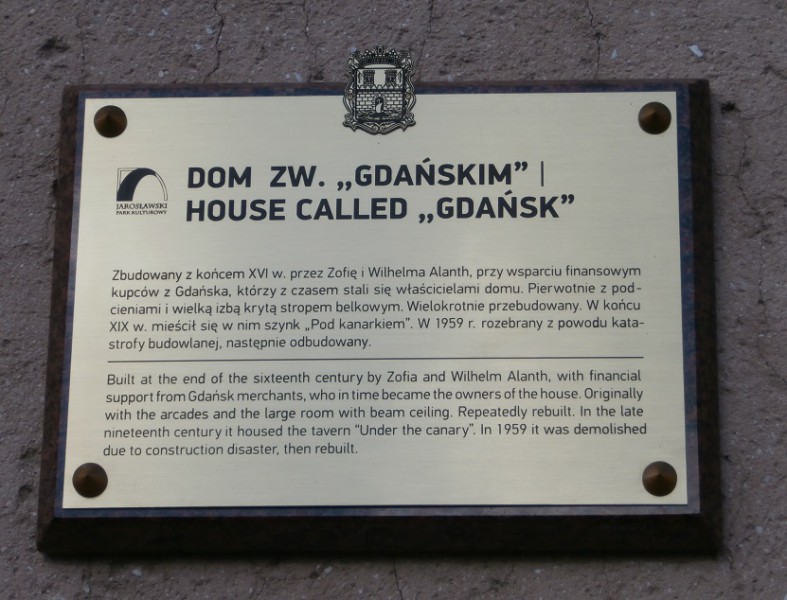 DOM ZW. „GDAŃSKIM” |
HOUSE CALLED „GDAŃSK”
JAROSŁAWSKI
PARK KULTUROWY
Zbudowany z końcem XVI w. przez Zofię i Wilhelma Alanth, przy wsparciu finansowym
kupców z Gdańska, którzy z czasem stali się właścicielami domu. Pierwotnie z pod-
cieniami i wielką izbą krytą stropem belkowym. Wielokrotnie przebudowany. W końcu
XIX w. mieścił się w nim szynk „Pod kanarkiem”. W 1959 r. rozebrany z powodu kata-
strofy budowlanej, następnie odbudowany.
Built at the end of the sixteenth century by Zofia and Wilhelm Alanth, with financial
support from Gdańsk merchants, who in time became the owners of the house. Originally
with the arcades and the large room with beam ceiling. Repeatedly rebuilt. In the late
nineteenth century it housed the tavern “Under the canary”. In 1959 it was demolished
due to construction disaster, then rebuilt.